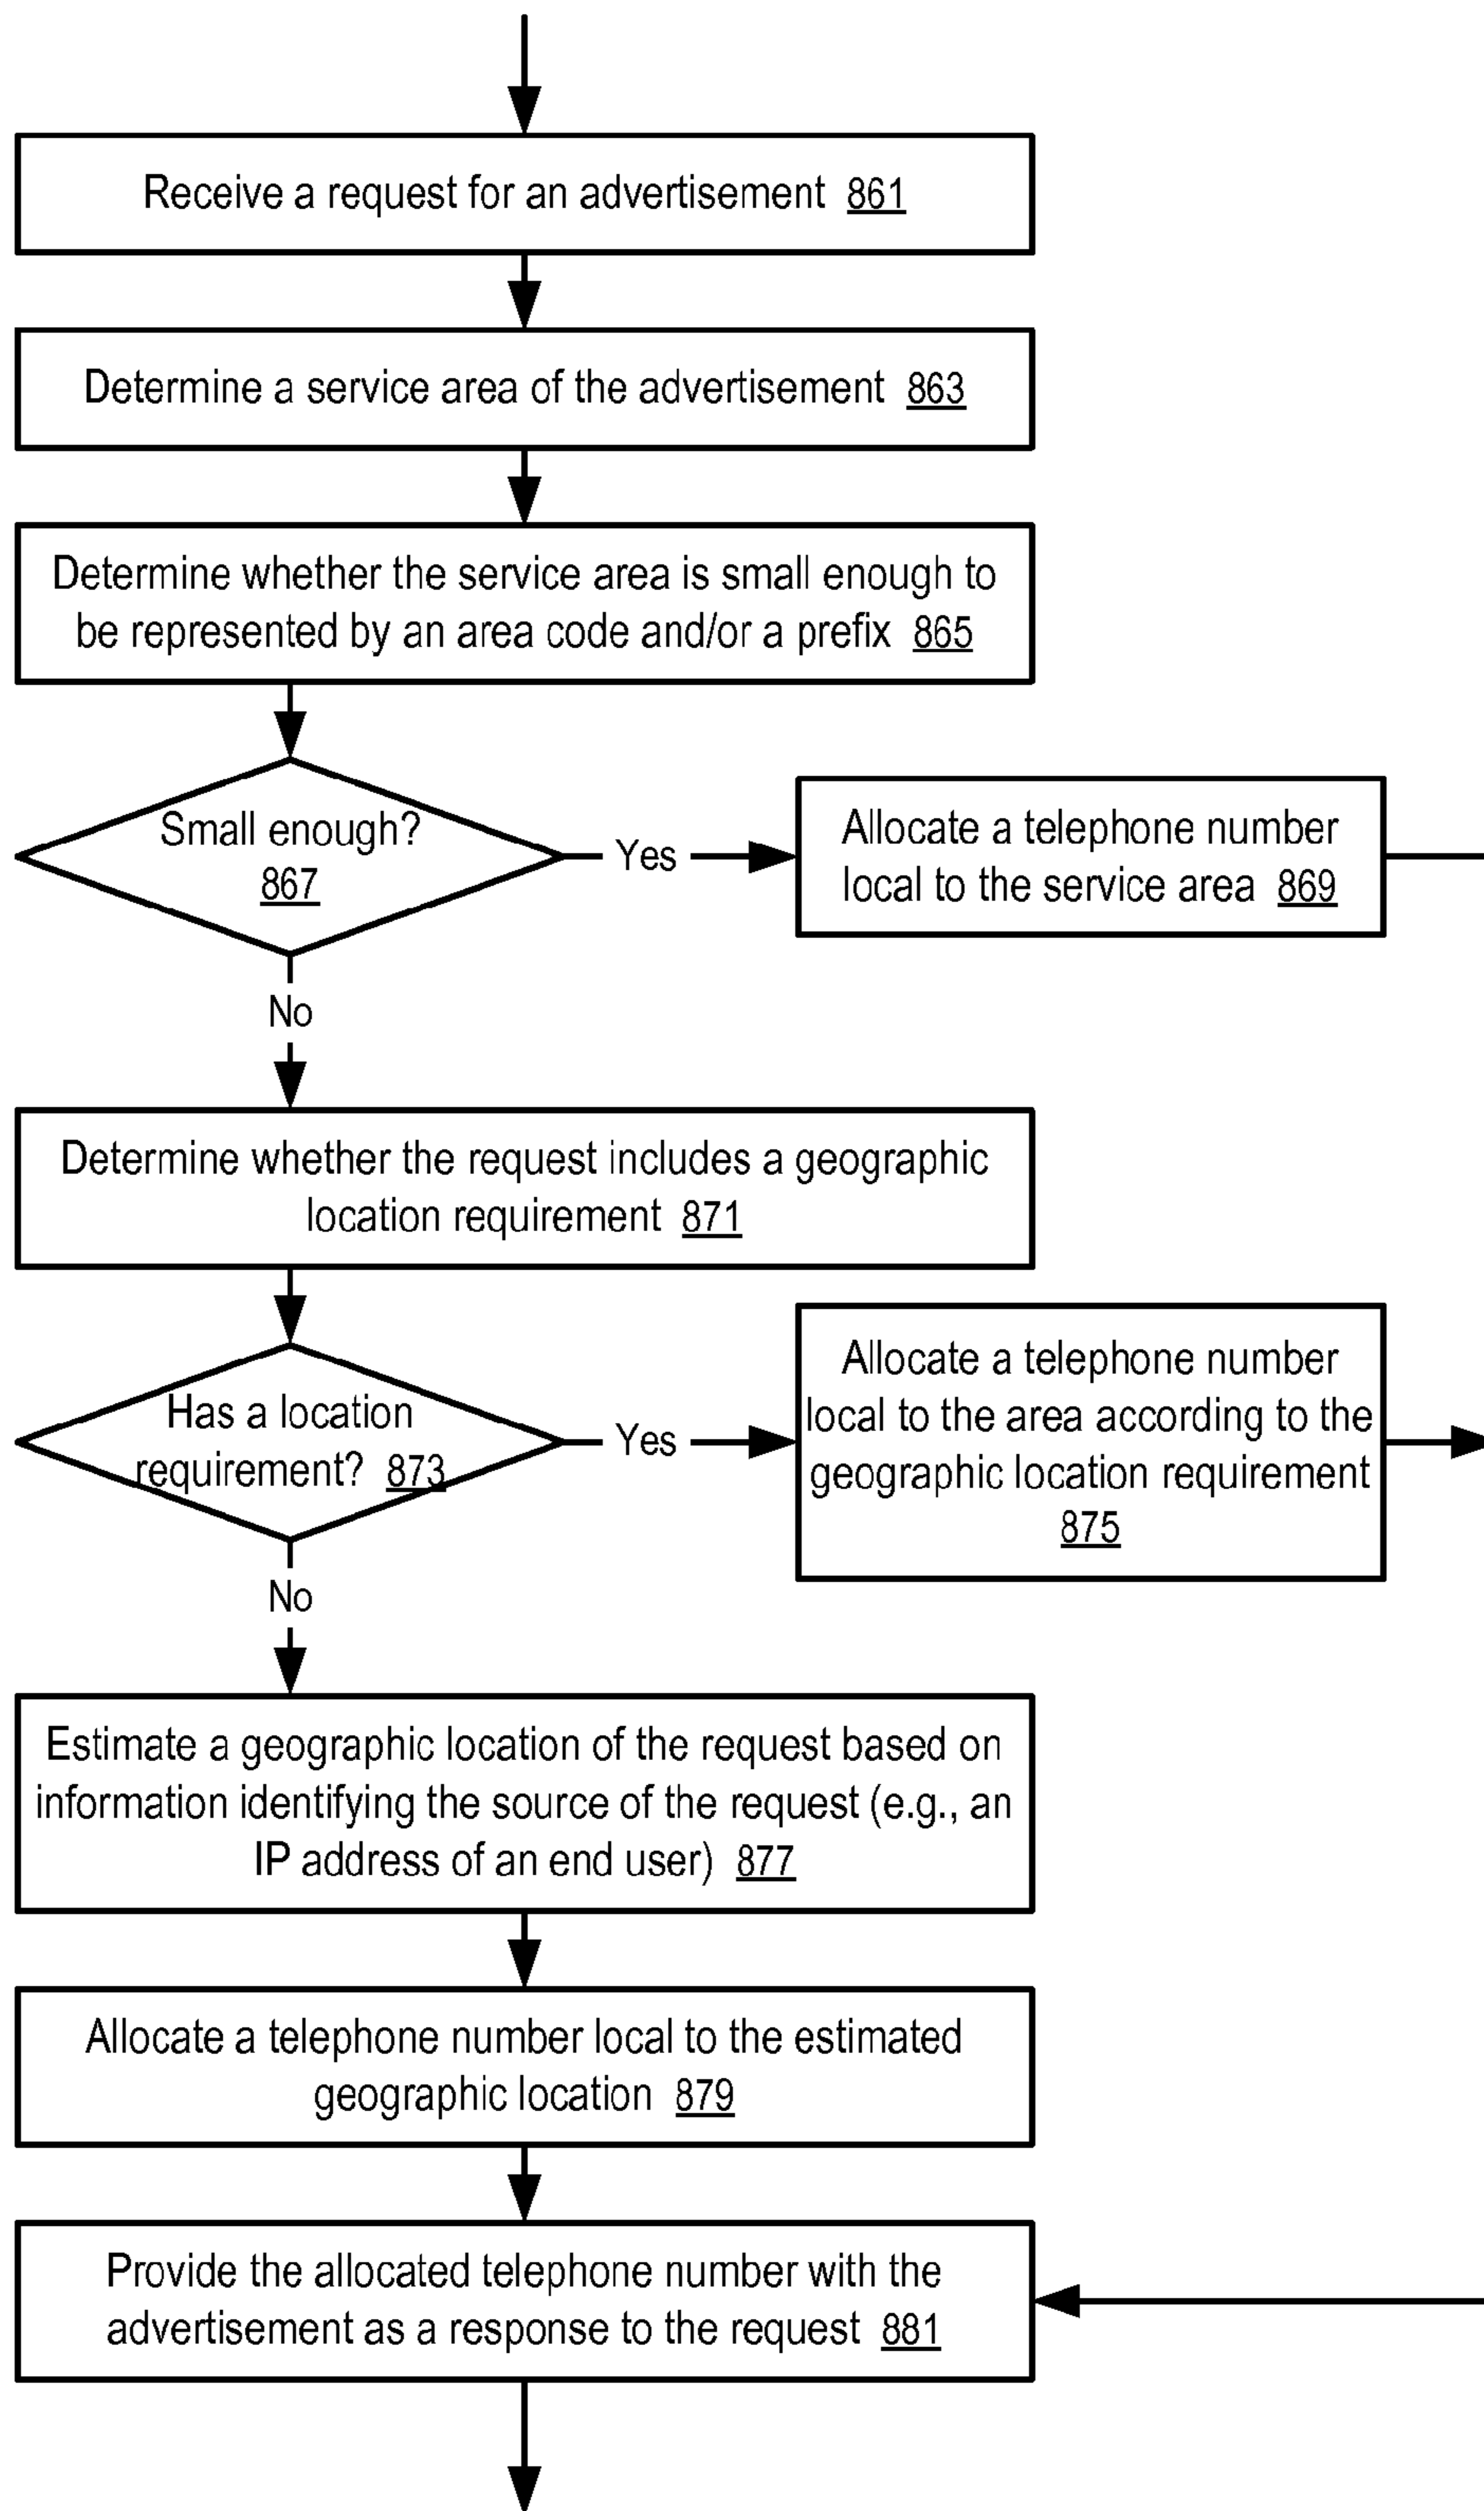 Receive a request for an advertisement 861
Determine a service area of the advertisement 863
Determine whether the service area is small enough to
be represented by an area code and/or a prefix 865
Small enough?
867
Yes
Allocate a telephone number
local to the service area 869
No
Determine whether the request includes a geographic
location requirement 871
Has a location
requirement? 873
Yes
Allocate a telephone number
local to the area according to the
geographic location requirement
875
No
Estimate a geographic location of the request based on
information identifying the source of the request (e.g., an
IP address of an end user) 877
Allocate a telephone number local to the estimated
geographic location 879
Provide the allocated telephone number with the
advertisement as a response to the request 881